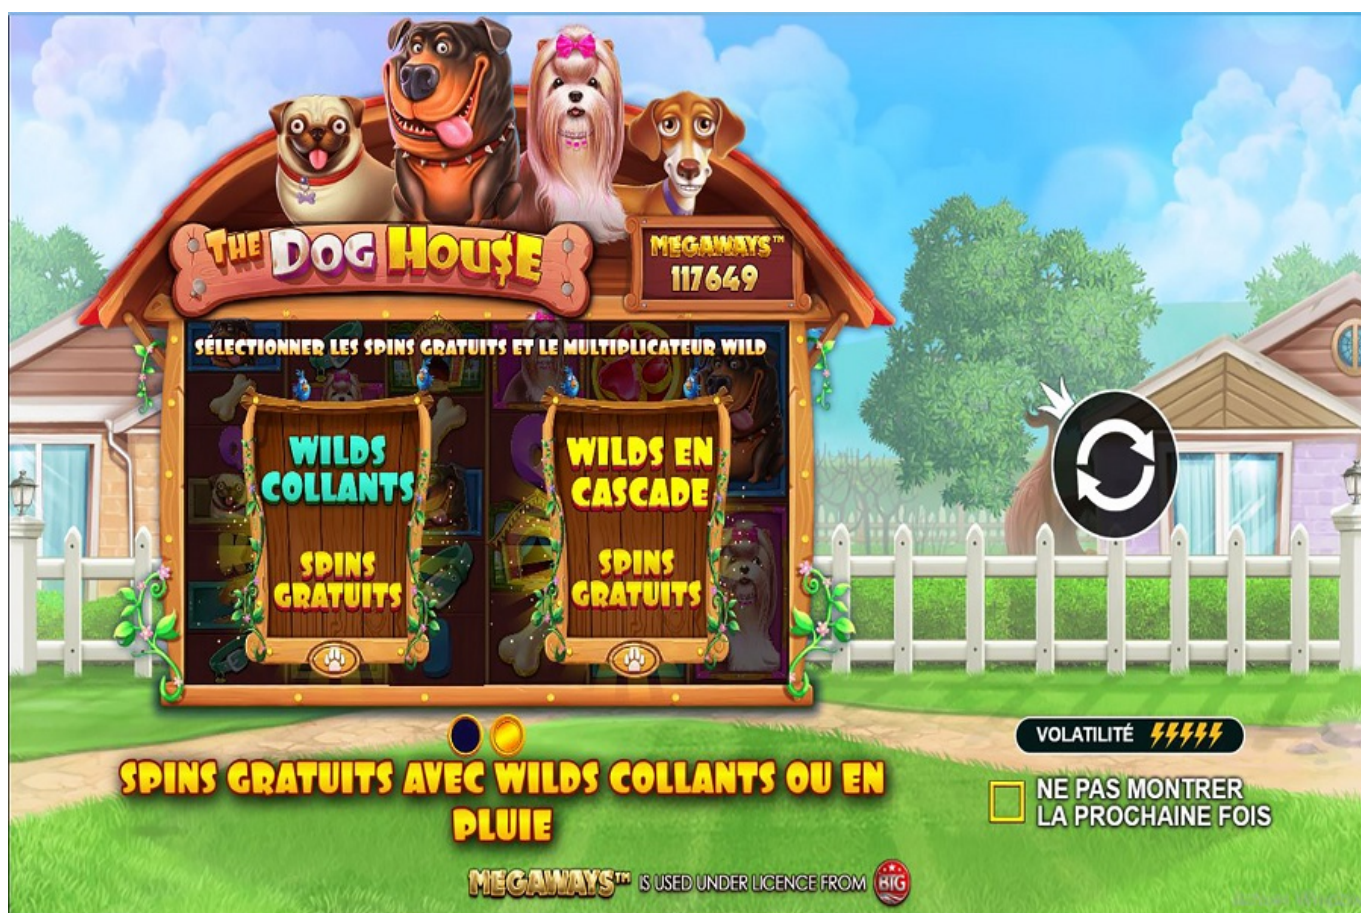 THE DOG HOU$E
MEGAWAYS™
117649
SÉLECTIONNER LES SPINS GRATUITS ET LE MULTIPLICATEUR WILD
WILDS
COLLANTS
SPINS
GRATUITS
WILDS EN
CASCADE
SPINS
GRATUITS
VOLATILITÉ
SPINS GRATUITS AVEC WILDS COLLANTS OU EN
PLUIE
NE PAS MONTRER
LA PROCHAINE FOIS
MEGAWAYS™ IS USED UNDER LICENCE FROM BIG